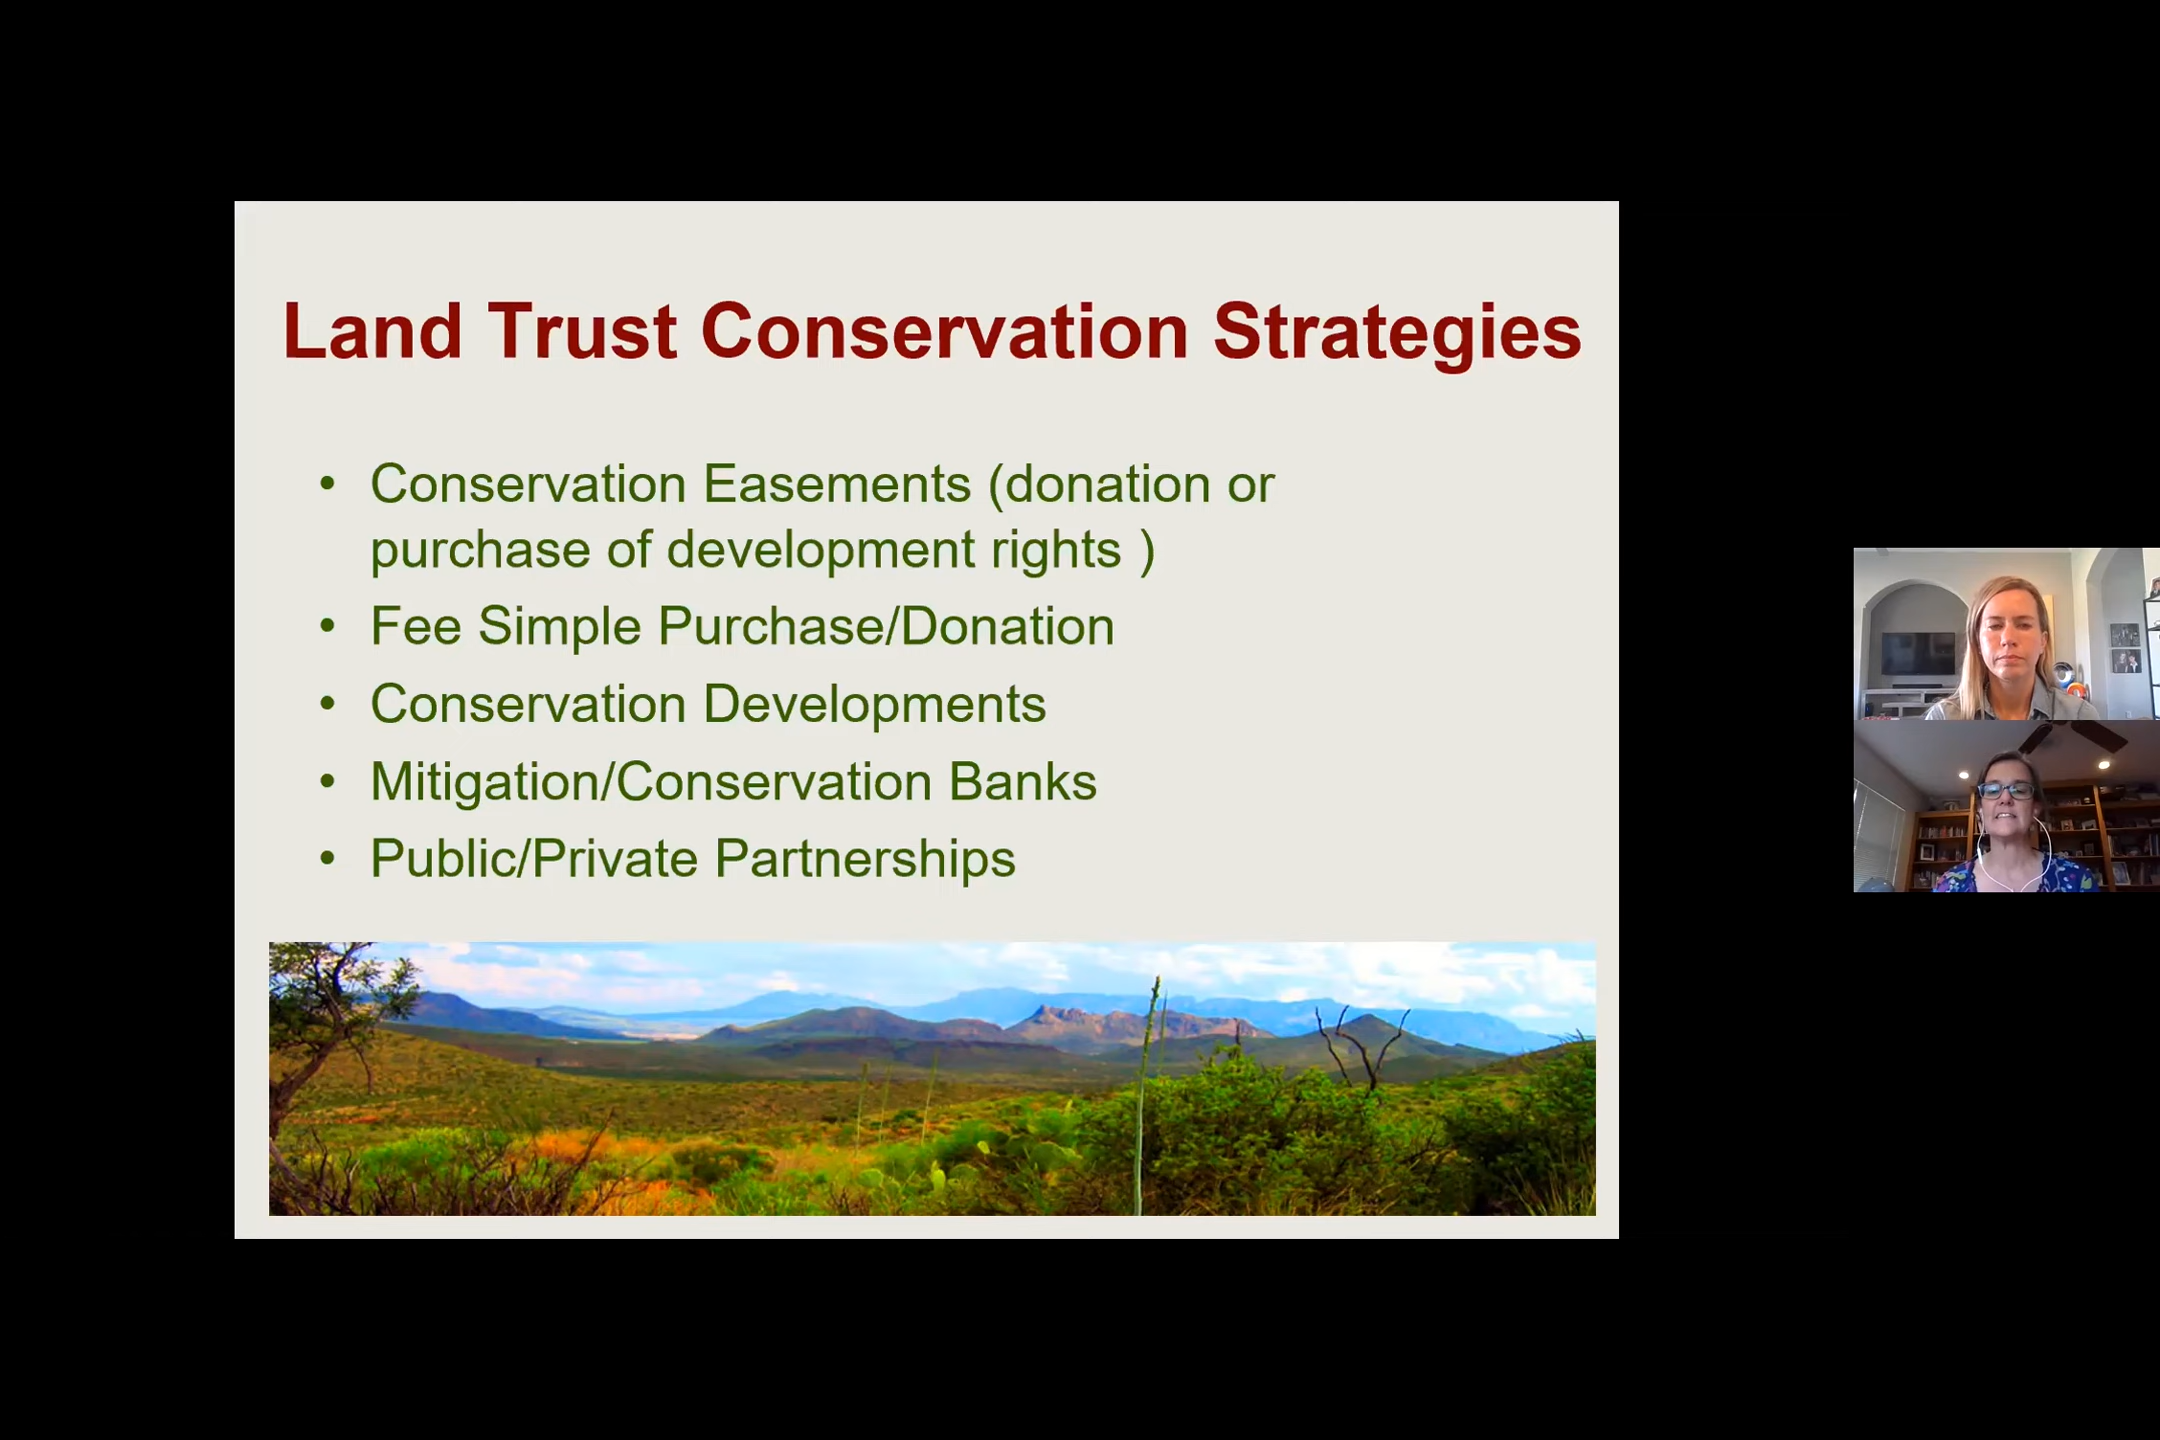 Land Trust Conservation Strategies
• Conservation Easements (donation or
purchase of development rights )
• Fee Simple Purchase/Donation
• Conservation Developments
• Mitigation/Conservation Banks
• Public/Private Partnerships